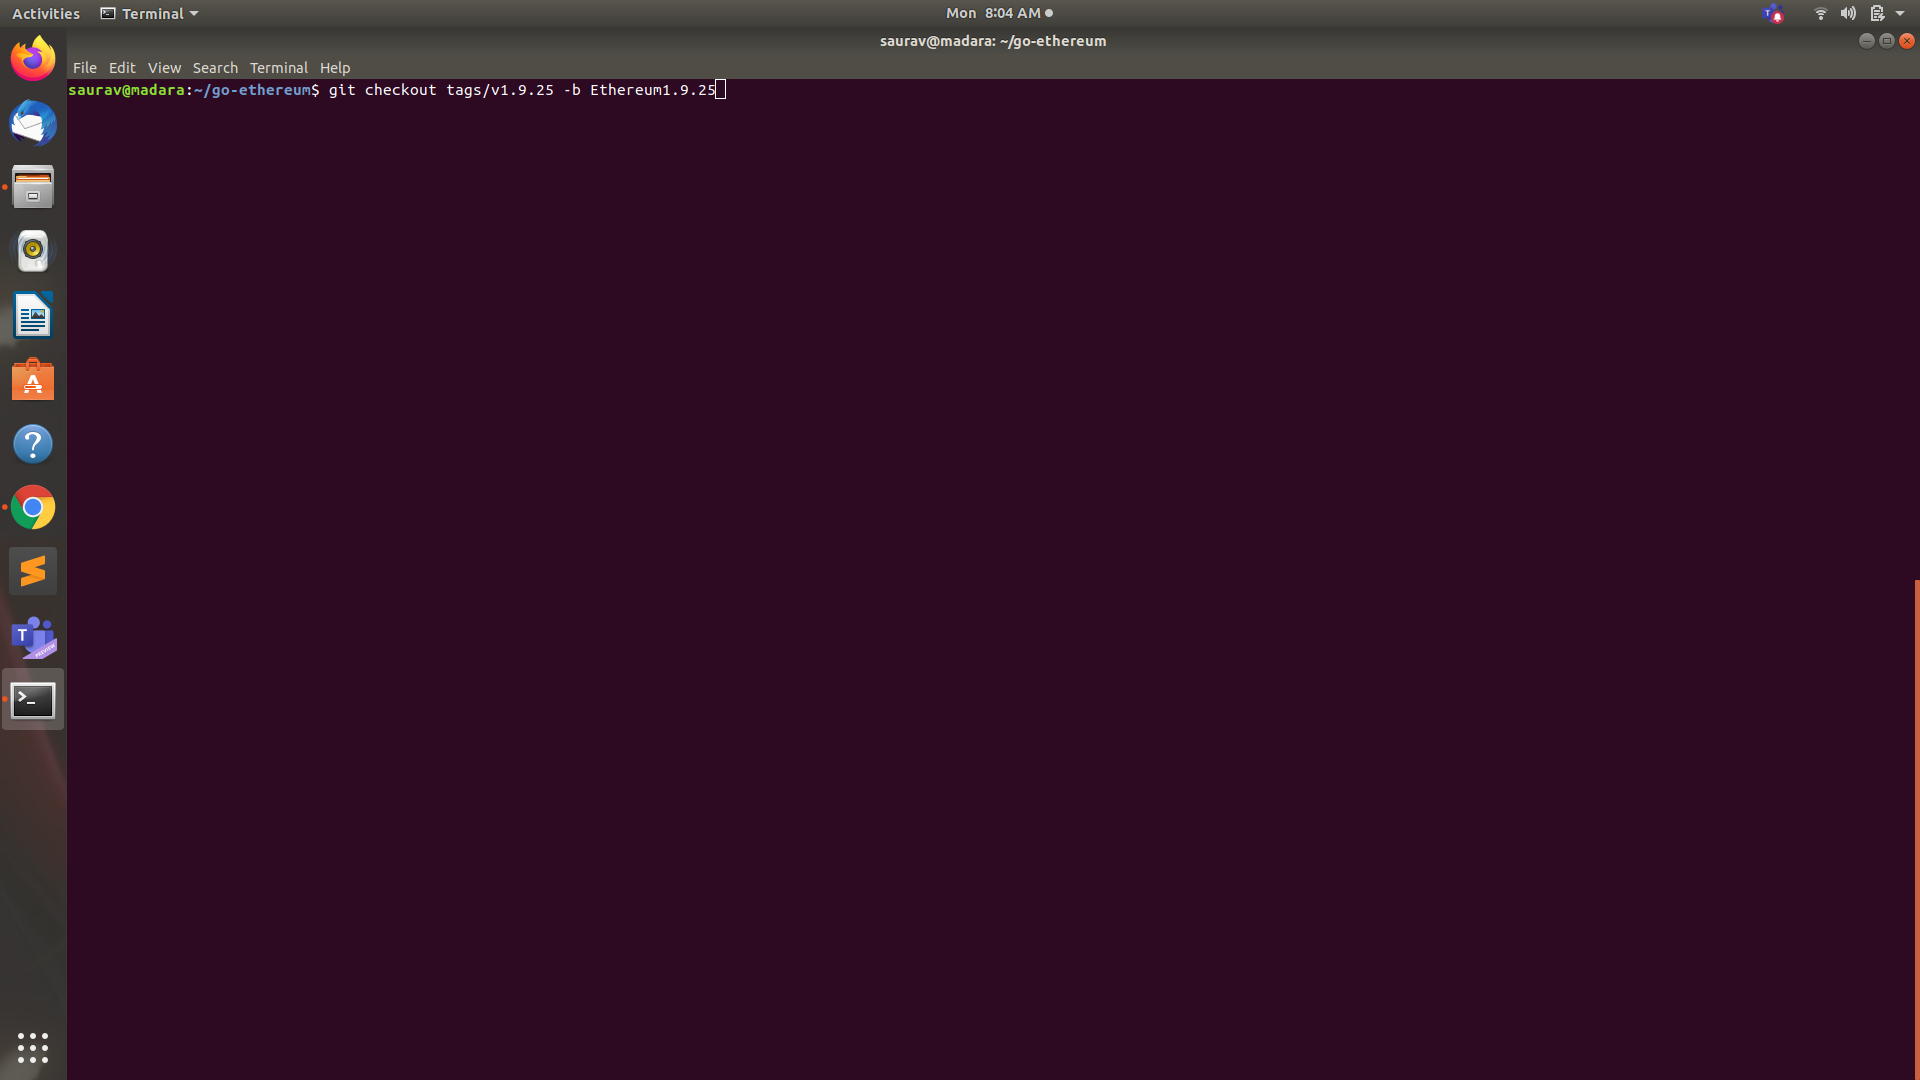 Activities Terminal Mon 8:04 AM
saurav@madara: ~/go-ethereum
File Edit View Search Terminal Help
saurav@madara:~/go-ethereum$ git checkout tags/v1.9.25 -b Ethereum1.9.25
T
PREVIEW